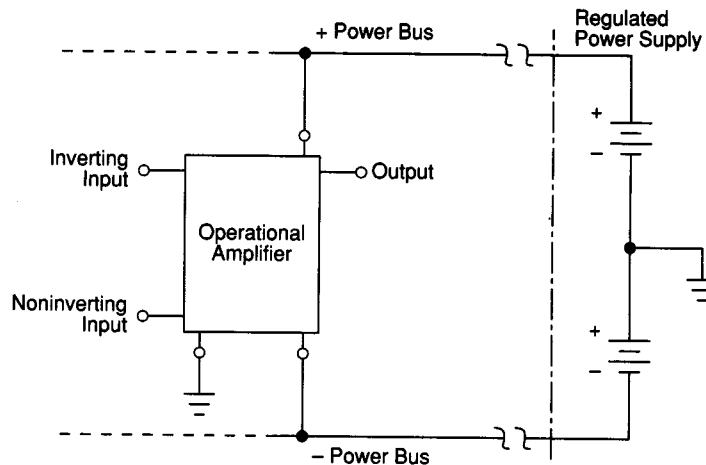 Regulated
Power Supply
+ Power Bus
+
−
Inverting
Input
Output
Operational
Amplifier
Noninverting
Input
+
−
− Power Bus